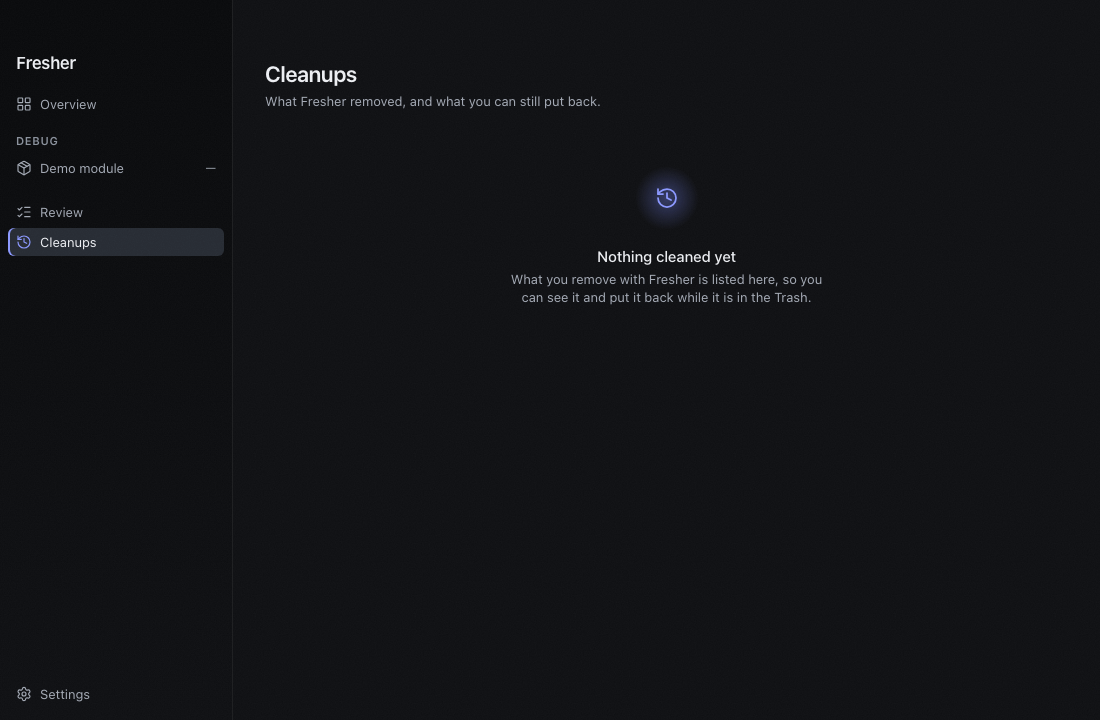 Fresher
Overview
DEBUG
Demo module
Review
Cleanups
Settings
Cleanups
What Fresher removed, and what you can still put back.
Nothing cleaned yet
What you remove with Fresher is listed here, so you
can see it and put it back while it is in the Trash.